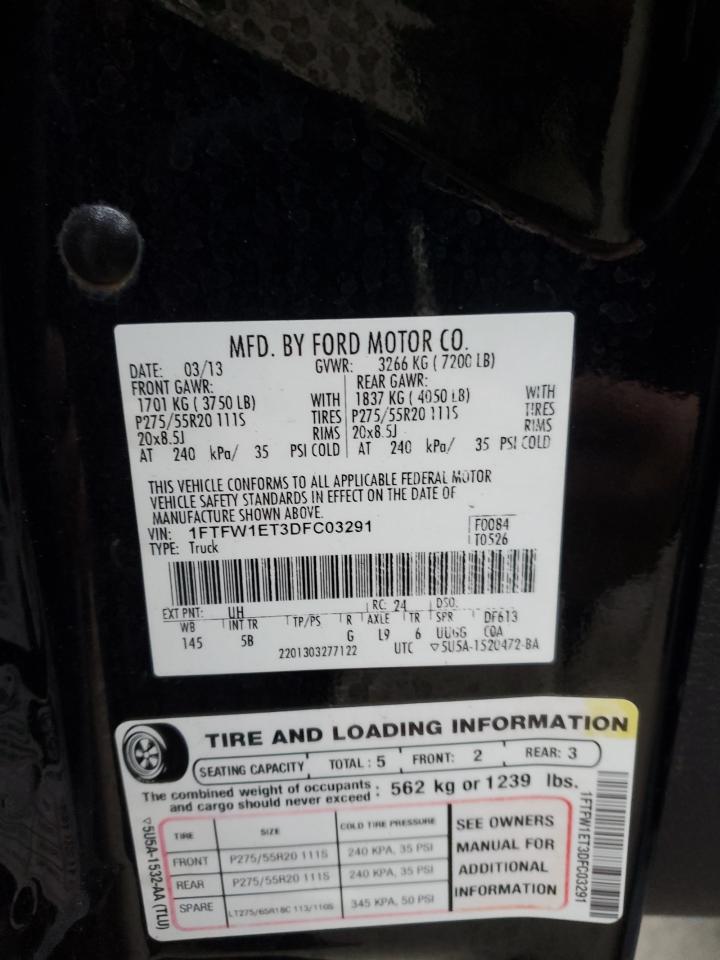 MFD. BY FORD MOTOR CO.
DATE: 03/13 GVWR: 3266 KG ( 7200 LB)
FRONT GAWR: REAR GAWR:
1701 KG ( 3750 LB) WITH 1837 KG ( 4050 LB) WITH
P275/55R20 111S TIRES P275/55R20 111S TIRES
20x8.5J RIMS 20x8.5J RIMS
AT 240 kPa/ 35 PSI COLD AT 240 kPa/ 35 PSI COLD
THIS VEHICLE CONFORMS TO ALL APPLICABLE FEDERAL MOTOR
VEHICLE SAFETY STANDARDS IN EFFECT ON THE DATE OF
MANUFACTURE SHOWN ABOVE.
VIN: 1FTFW1ET3DFC03291 F0084
TYPE: Truck T0526
EXT PNT: UH RC: 24 DSO:
WB INT TR TP/PS R AXLE TR SPR DF613
145 5B G L9 6 UUGG COA
2201303277122 UTC ▽5U5A-1520472-BA
TIRE AND LOADING INFORMATION
SEATING CAPACITY TOTAL : 5 FRONT: 2 REAR: 3
The combined weight of occupants
and cargo should never exceed : 562 kg or 1239 lbs.
TIRE SIZE COLD TIRE PRESSURE
FRONT P275/55R20 111S 240 KPA, 35 PSI
REAR P275/55R20 111S 240 KPA, 35 PSI
SPARE LT275/65R18C 113/110S 345 KPA, 50 PSI
SEE OWNERS
MANUAL FOR
ADDITIONAL
INFORMATION
▽5U5A-1532-AA (TLU)
1FTFW1ET3DFC03291